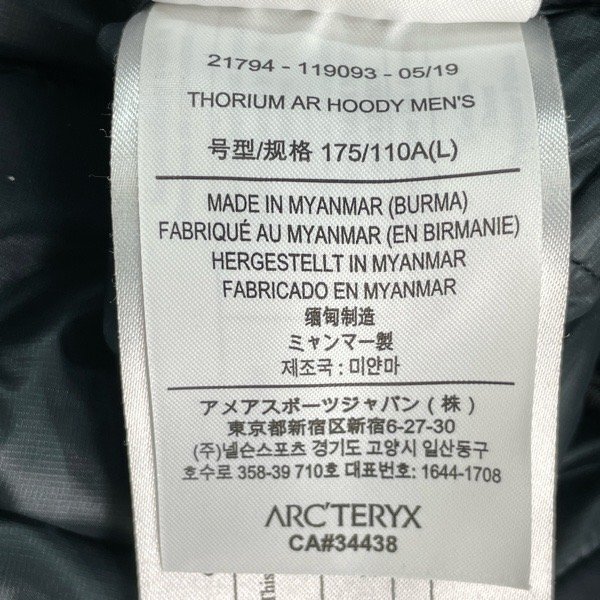 21794 - 119093 - 05/19
THORIUM AR HOODY MEN'S
号型/规格 175/110A(L)
MADE IN MYANMAR (BURMA)
FABRIQUÉ AU MYANMAR (EN BIRMANIE)
HERGESTELLT IN MYANMAR
FABRICADO EN MYANMAR
缅甸制造
ミャンマー製
제조국 : 미얀마
アメアスポーツジャパン（株）
東京都新宿区新宿6-27-30
(주)넬슨스포츠 경기도 고양시 일산동구
호수로 358-39 710호 대표번호: 1644-1708
ARC'TERYX
CA#34438
This